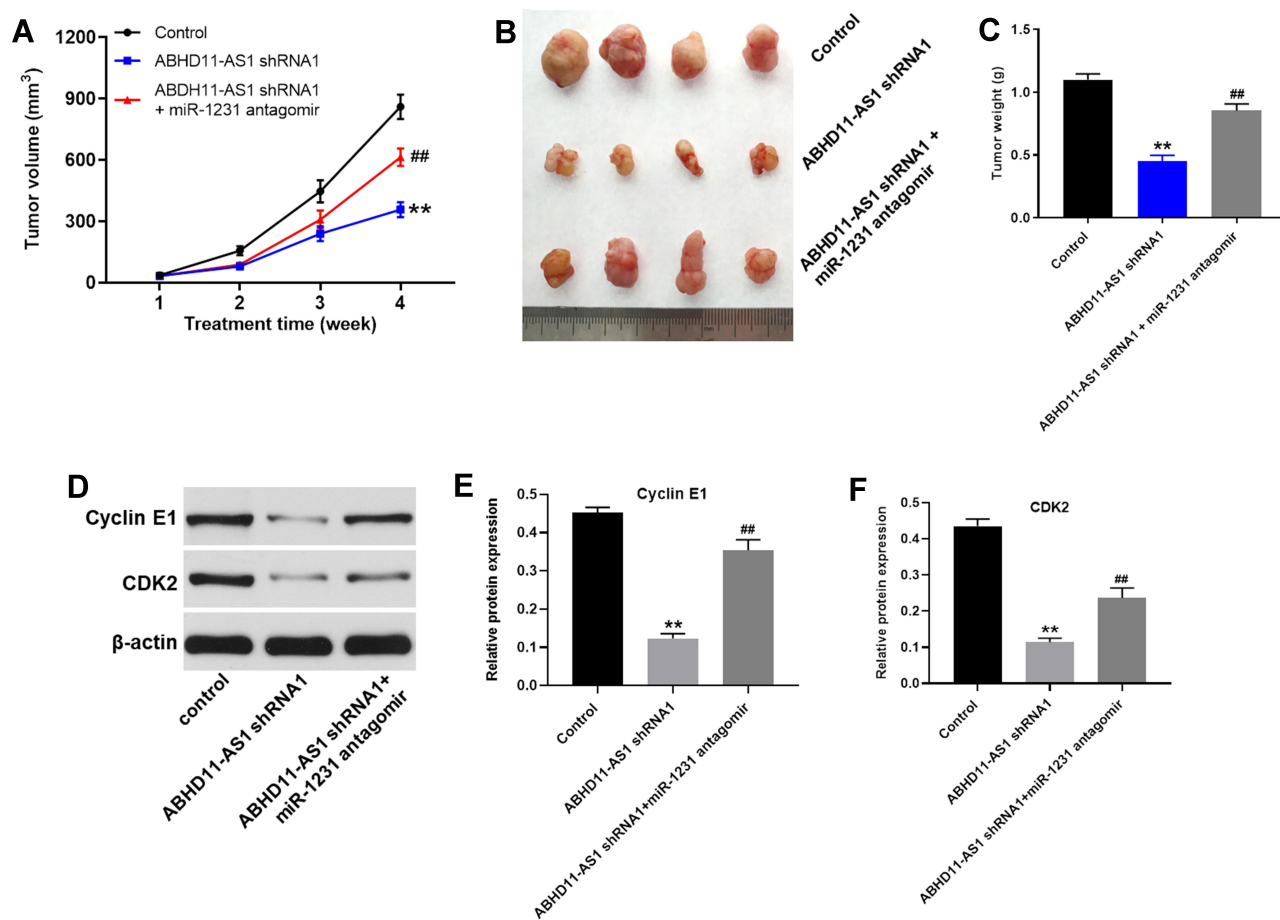 A
1200
900
600
300
0
Tumor volume (mm3)
1
2
3
4
Treatment time (week)
Control
ABHD11-AS1 shRNA1
ABDH11-AS1 shRNA1
+ miR-1231 antagomir
##
**
B
Control
ABHD11-AS1 shRNA1
ABHD11-AS1 shRNA1 +
miR-1231 antagomir
mm
C
1.5
1.0
0.5
0.0
Tumor weight (g)
**
##
Control
ABHD11-AS1 shRNA1
ABHD11-AS1 shRNA1 + miR-1231 antagomir
D
Cyclin E1
CDK2
β-actin
control
ABHD11-AS1 shRNA1
ABHD11-AS1 shRNA1+
miR-1231 antagomir
E
Cyclin E1
0.5
0.4
0.3
0.2
0.1
0.0
Relative protein expression
**
##
Control
ABHD11-AS1 shRNA1
ABHD11-AS1 shRNA1+miR-1231 antagomir
F
CDK2
0.5
0.4
0.3
0.2
0.1
0.0
Relative protein expression
**
##
Control
ABHD11-AS1 shRNA1
ABHD11-AS1 shRNA1+miR-1231 antagomir